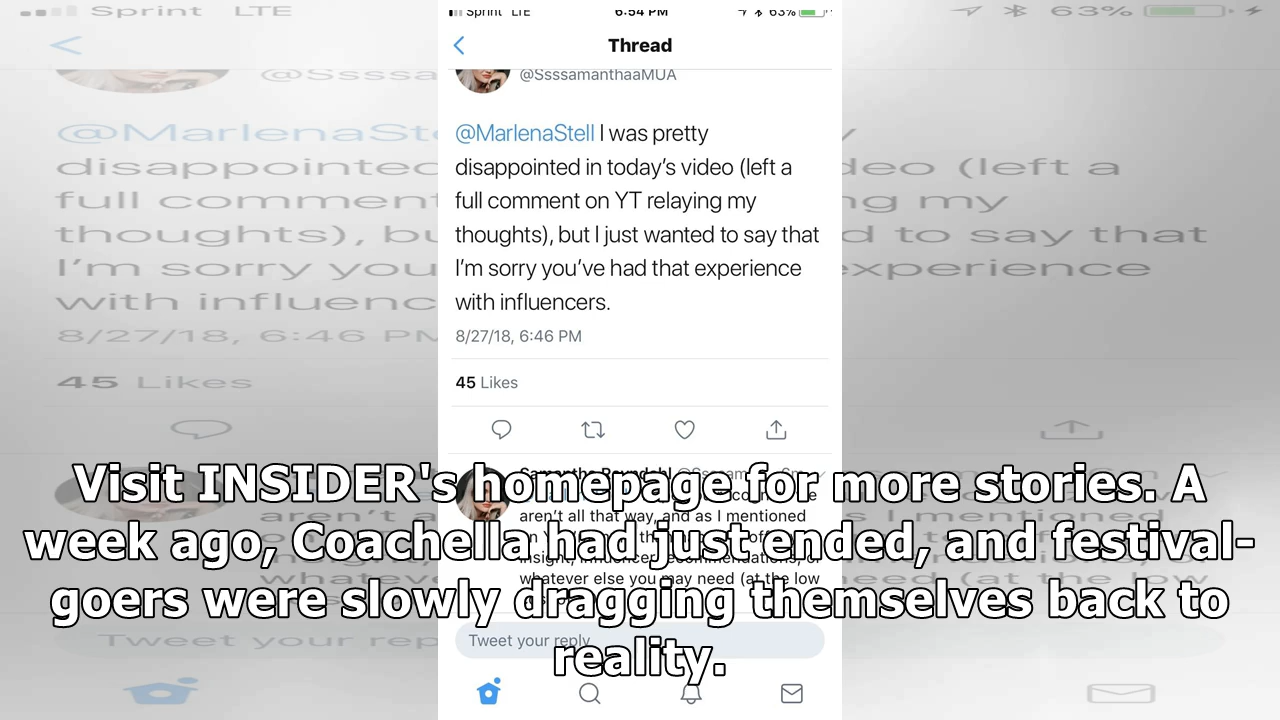 Sprint LTE
6:54 PM
63%
Thread
@SsssamanthaaMUA
@MarlenaStell I was pretty
disappointed in today's video (left a
full comment on YT relaying my
thoughts), but I just wanted to say that
I'm sorry you've had that experience
with influencers.
8/27/18, 6:46 PM
45 Likes
aren't all that way, and as I mentioned
whatever else you may need (at the low
Tweet your reply
Visit INSIDER's homepage for more stories. A
week ago, Coachella had just ended, and festival-
goers were slowly dragging themselves back to
reality.